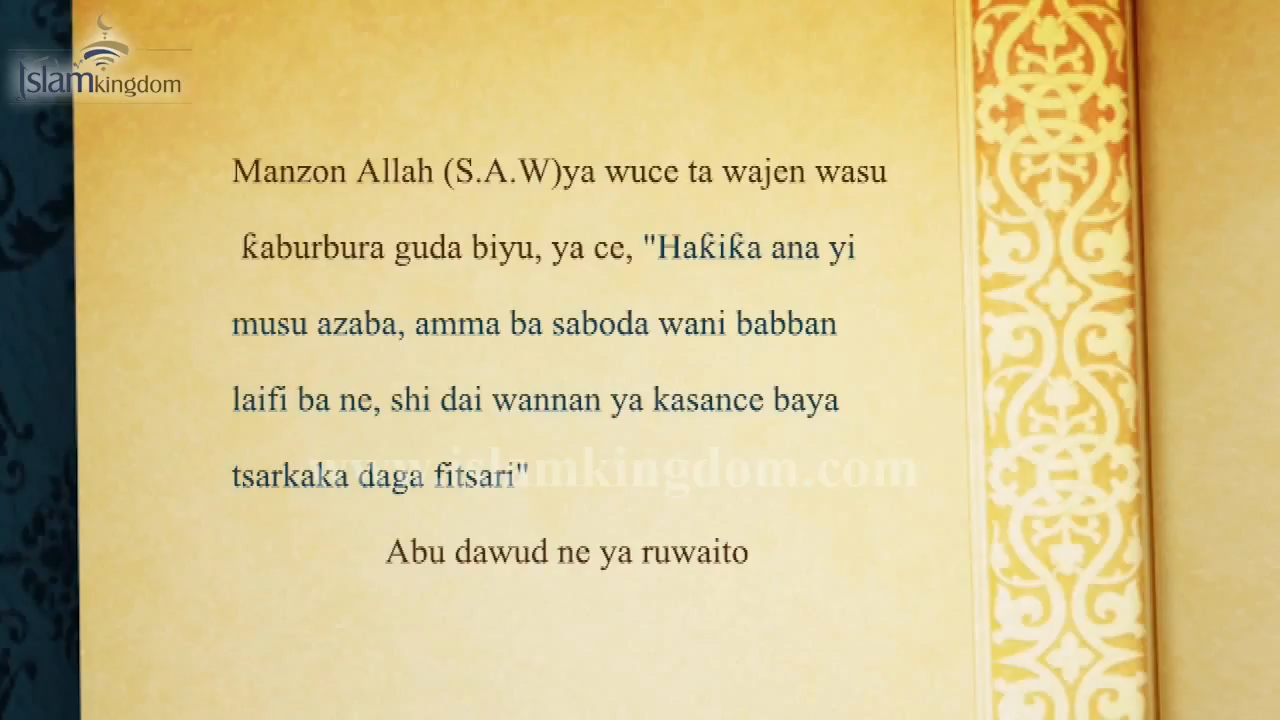 Islamkingdom
Manzon Allah (S.A.W)ya wuce ta wajen wasu
ƙaburbura guda biyu, ya ce, "Haƙiƙa ana yi
musu azaba, amma ba saboda wani babban
laifi ba ne, shi dai wannan ya kasance baya
tsarkaka daga fitsari"
www.islamkingdom.com
Abu dawud ne ya ruwaito